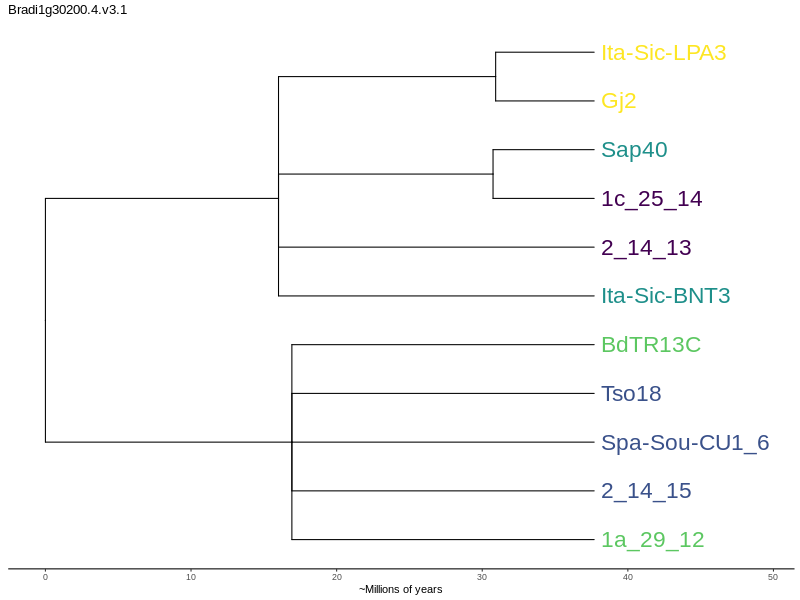 Bradi1g30200.4.v3.1
Ita-Sic-LPA3
Gj2
Sap40
1c_25_14
2_14_13
Ita-Sic-BNT3
BdTR13C
Tso18
Spa-Sou-CU1_6
2_14_15
1a_29_12
0 10 20 30 40 50
~Millions of years